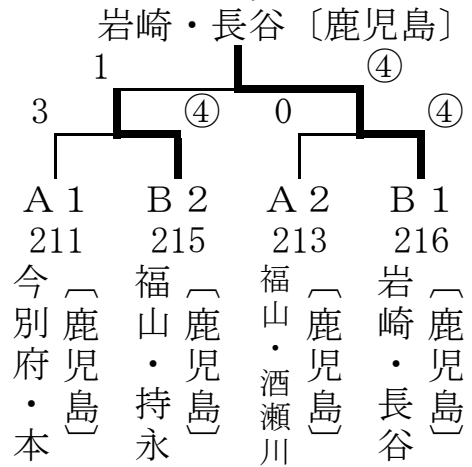 岩崎・長谷〔鹿児島〕
1 ④
3 ④ 0 ④
A1 B2 A2 B1
211 215 213 216
今別府・本
〔鹿児島〕
福山・持永
〔鹿児島〕
福山・酒瀬川
〔鹿児島〕
岩崎・長谷
〔鹿児島〕